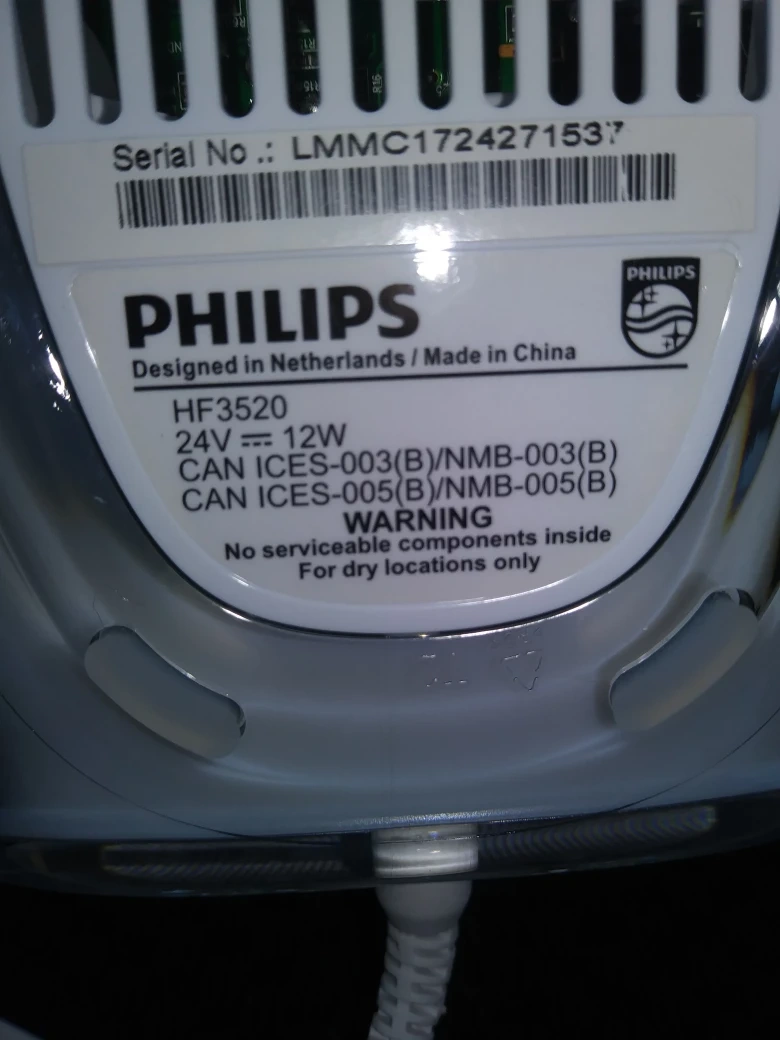 Serial No .: LMMC1724271537
PHILIPS
PHILIPS
Designed in Netherlands / Made in China
HF3520
24V ⎓ 12W
CAN ICES-003(B)/NMB-003(B)
CAN ICES-005(B)/NMB-005(B)
WARNING
No serviceable components inside
For dry locations only